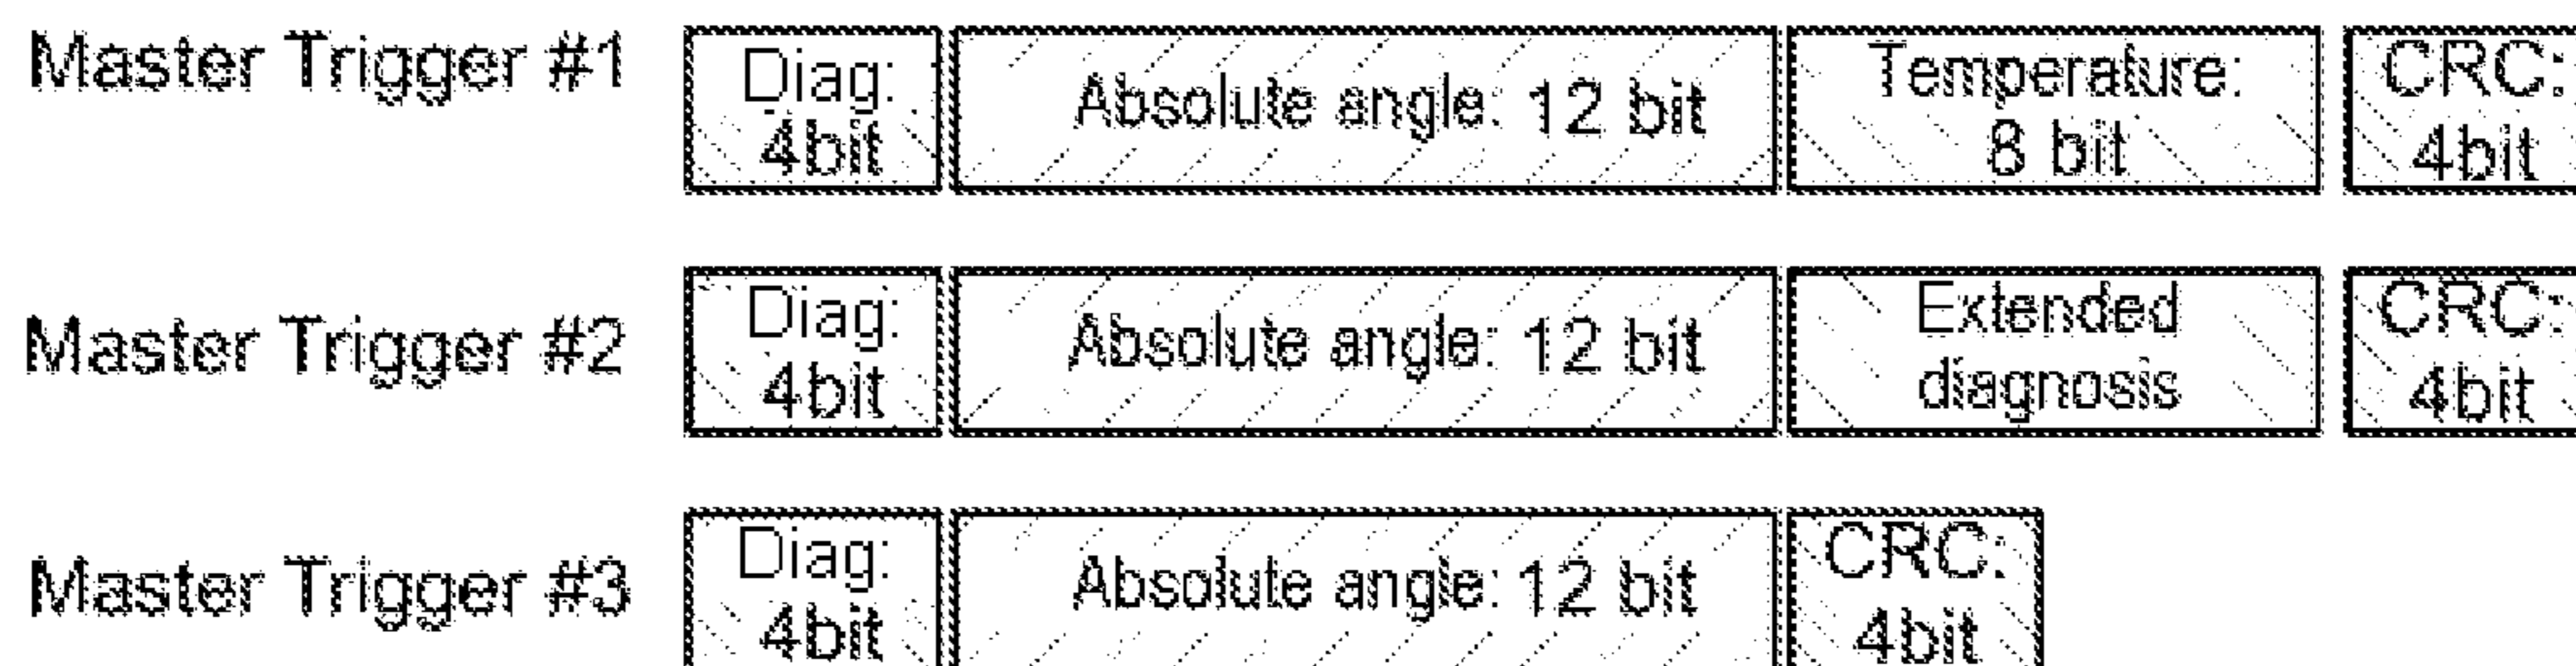 Master Trigger #1
Diag:
4bit
Absolute angle: 12 bit
Temperature:
8 bit
CRC:
4bit
Master Trigger #2
Diag:
4bit
Absolute angle: 12 bit
Extended
diagnosis
CRC:
4bit
Master Trigger #3
Diag:
4bit
Absolute angle: 12 bit
CRC:
4bit